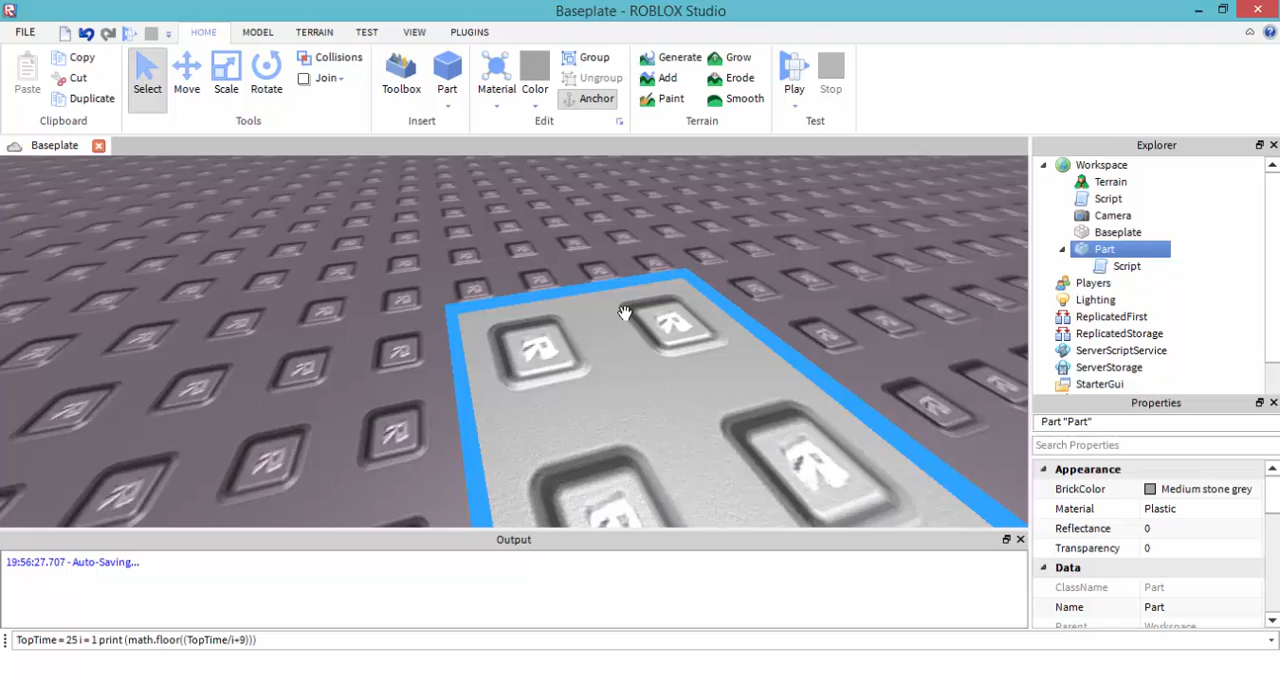 Baseplate - ROBLOX Studio
FILE HOME MODEL TERRAIN TEST VIEW PLUGINS
Paste Copy Cut Duplicate Clipboard
Select Move Scale Rotate Collisions Join Tools
Toolbox Part Insert
Material Color Group Ungroup Anchor Edit
Generate Add Paint Grow Erode Smooth Terrain
Play Stop Test
Baseplate
Explorer
Workspace
Terrain
Script
Camera
Baseplate
Part
Script
Players
Lighting
ReplicatedFirst
ReplicatedStorage
ServerScriptService
ServerStorage
StarterGui
Properties
Part "Part"
Search Properties
Appearance
BrickColor Medium stone grey
Material Plastic
Reflectance 0
Transparency 0
Data
ClassName Part
Name Part
Parent Workspace
Output
19:56:27.707 - Auto-Saving...
TopTime = 25 i = 1 print (math.floor((TopTime/i+9)))